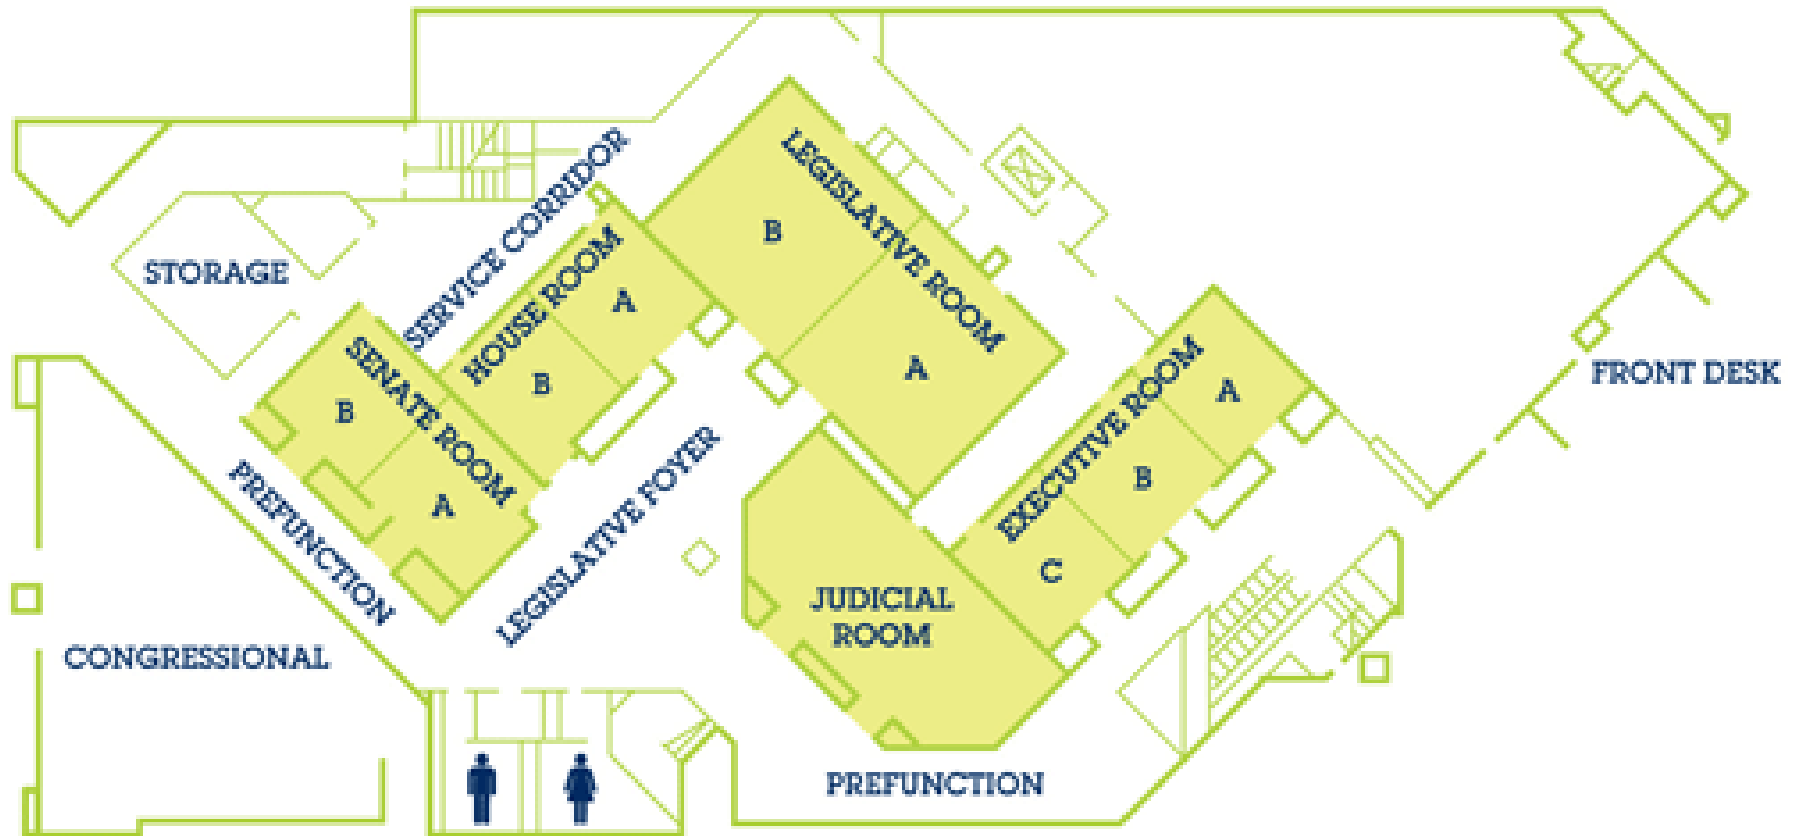 LEGISLATIVE ROOM
B
A
SERVICE CORRIDOR
HOUSE ROOM
A
B
STORAGE
SENATE ROOM
B
A
EXECUTIVE ROOM
A
B
C
FRONT DESK
PREFUNCTION
LEGISLATIVE FOYER
JUDICIAL
ROOM
CONGRESSIONAL
PREFUNCTION